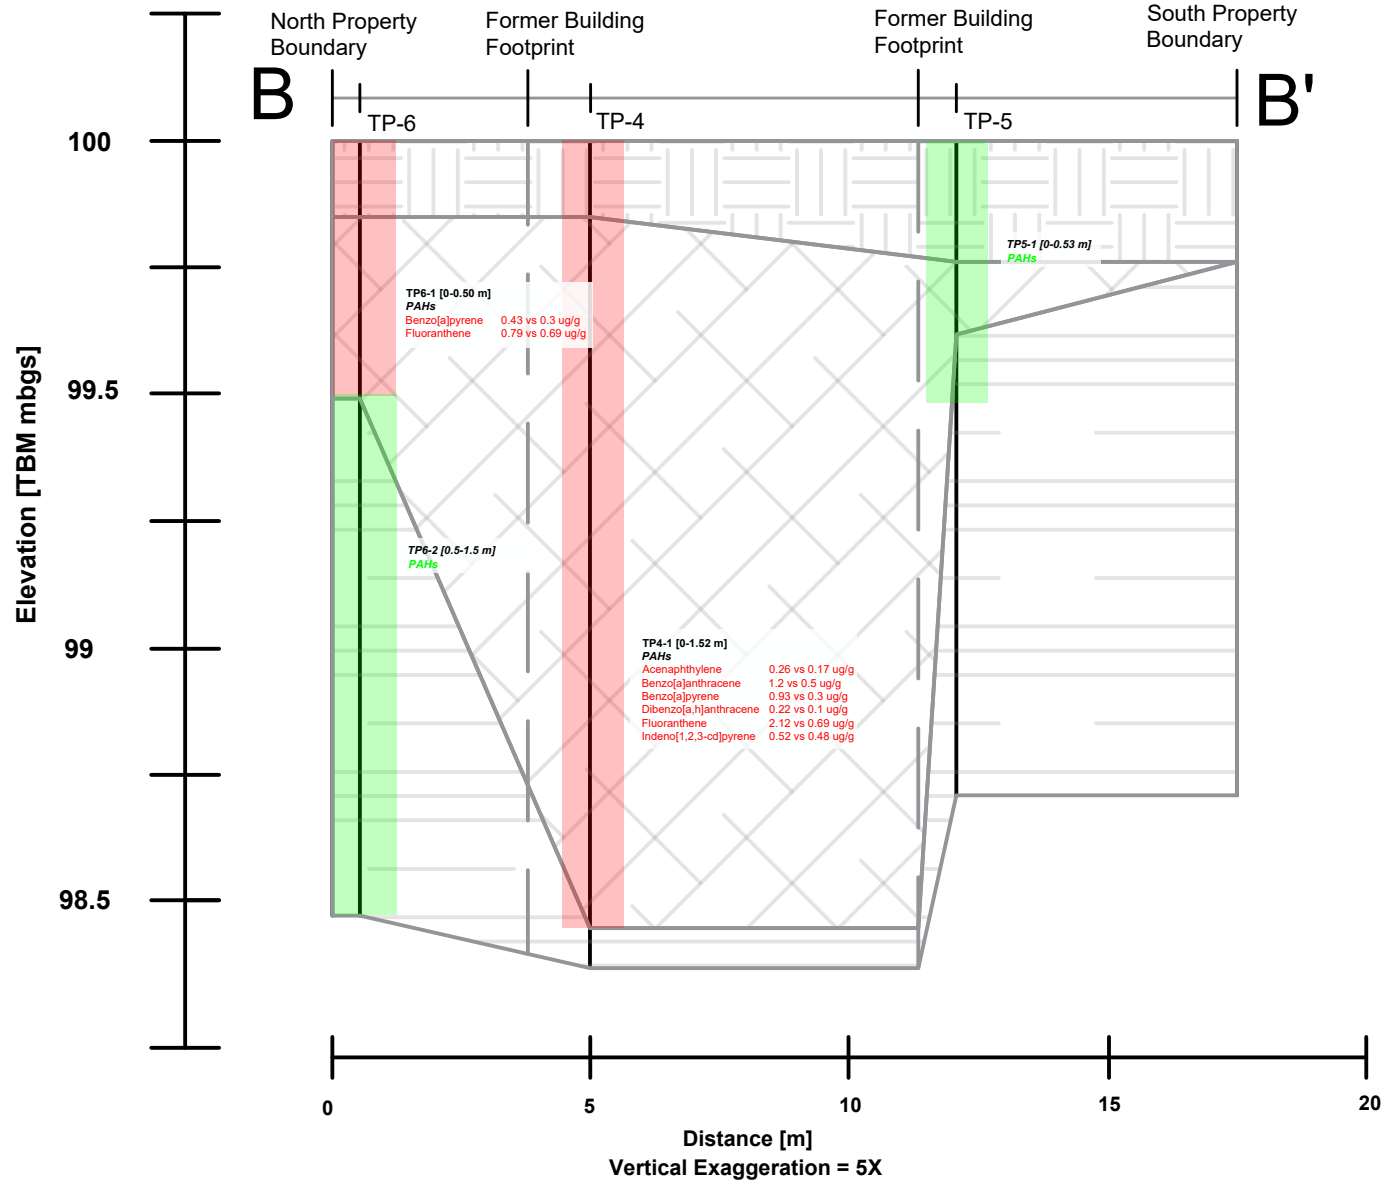 North Property
Boundary
Former Building
Footprint
Former Building
Footprint
South Property
Boundary
B
B'
TP-6
TP-4
TP-5
100
99.5
99
98.5
Elevation [TBM mbgs]
TP5-1 [0-0.53 m]
PAHs
TP6-1 [0-0.50 m]
PAHs
Benzo[a]pyrene 0.43 vs 0.3 ug/g
Fluoranthene 0.79 vs 0.69 ug/g
TP6-2 [0.5-1.5 m]
PAHs
TP4-1 [0-1.52 m]
PAHs
Acenaphthylene 0.26 vs 0.17 ug/g
Benzo[a]anthracene 1.2 vs 0.5 ug/g
Benzo[a]pyrene 0.93 vs 0.3 ug/g
Dibenzo[a,h]anthracene 0.22 vs 0.1 ug/g
Fluoranthene 2.12 vs 0.69 ug/g
Indeno[1,2,3-cd]pyrene 0.52 vs 0.48 ug/g
0 5 10 15 20
Distance [m]
Vertical Exaggeration = 5X